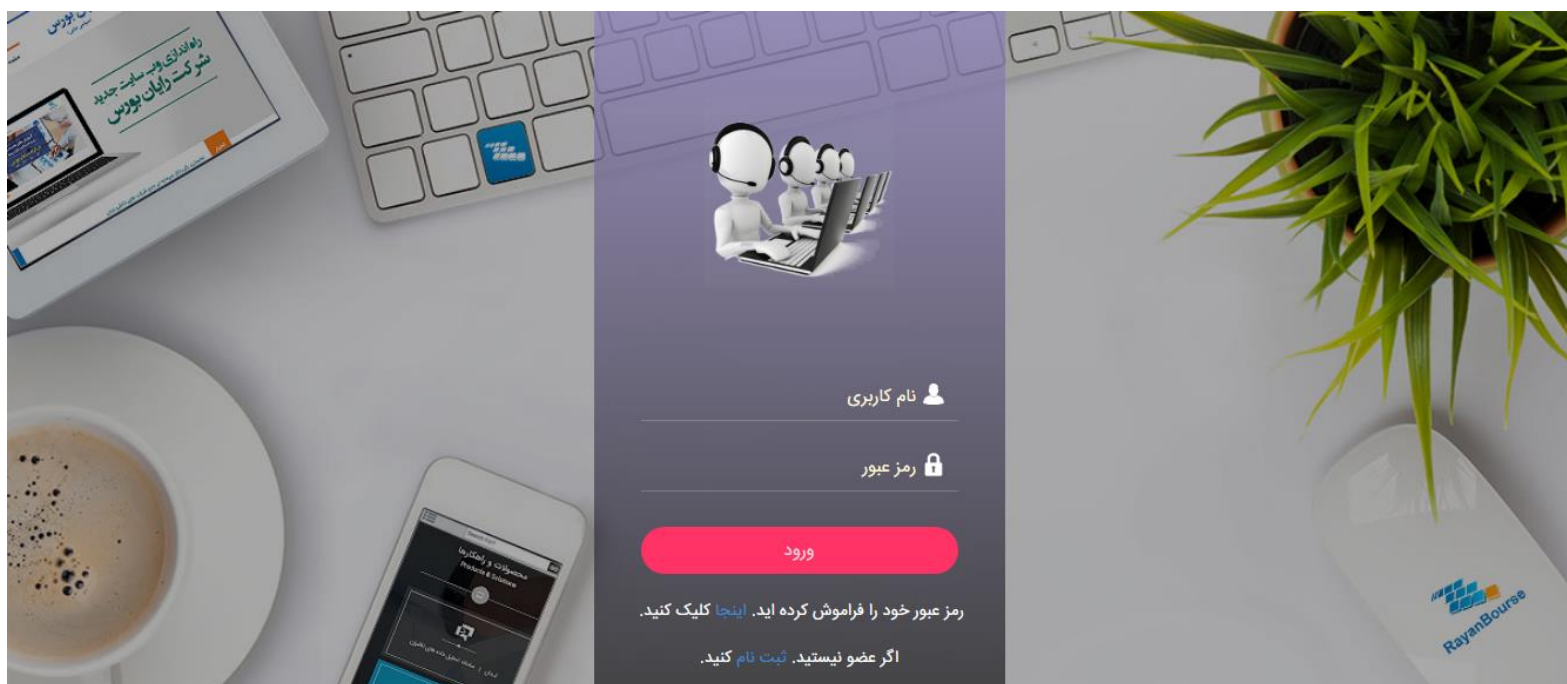 راه‌اندازی وب سایت جدید
شرکت رایان بورس
نام کاربری
رمز عبور
ورود
رمز عبور خود را فراموش کرده اید. اینجا کلیک کنید.
اگر عضو نیستید. ثبت نام کنید.
محصولات و راهکارها
Products & Solutions
RayanBourse